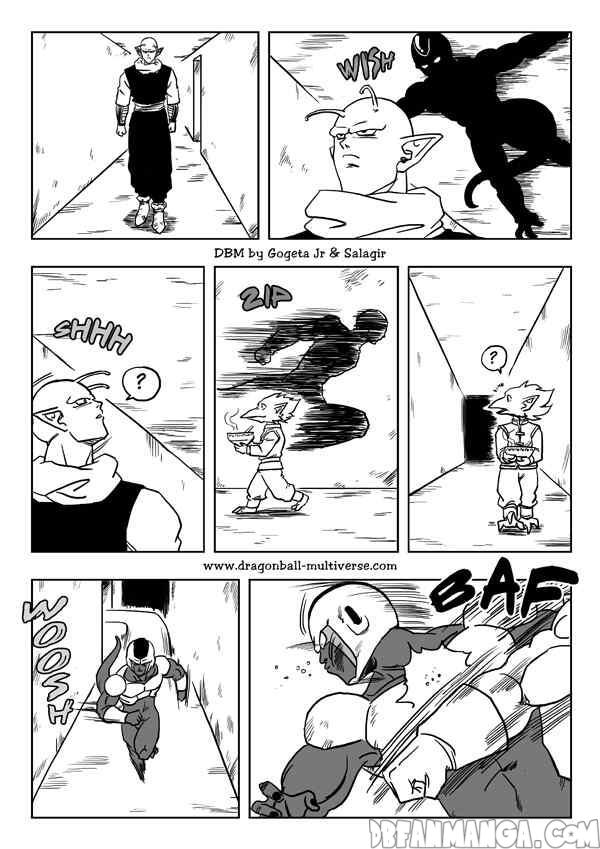 WISH
DBM by Gogeta Jr & Salagir
SHHH
?
ZIP
?
www.dragonball-multiverse.com
WOOSH
BAF
DBFANMANGA.COM